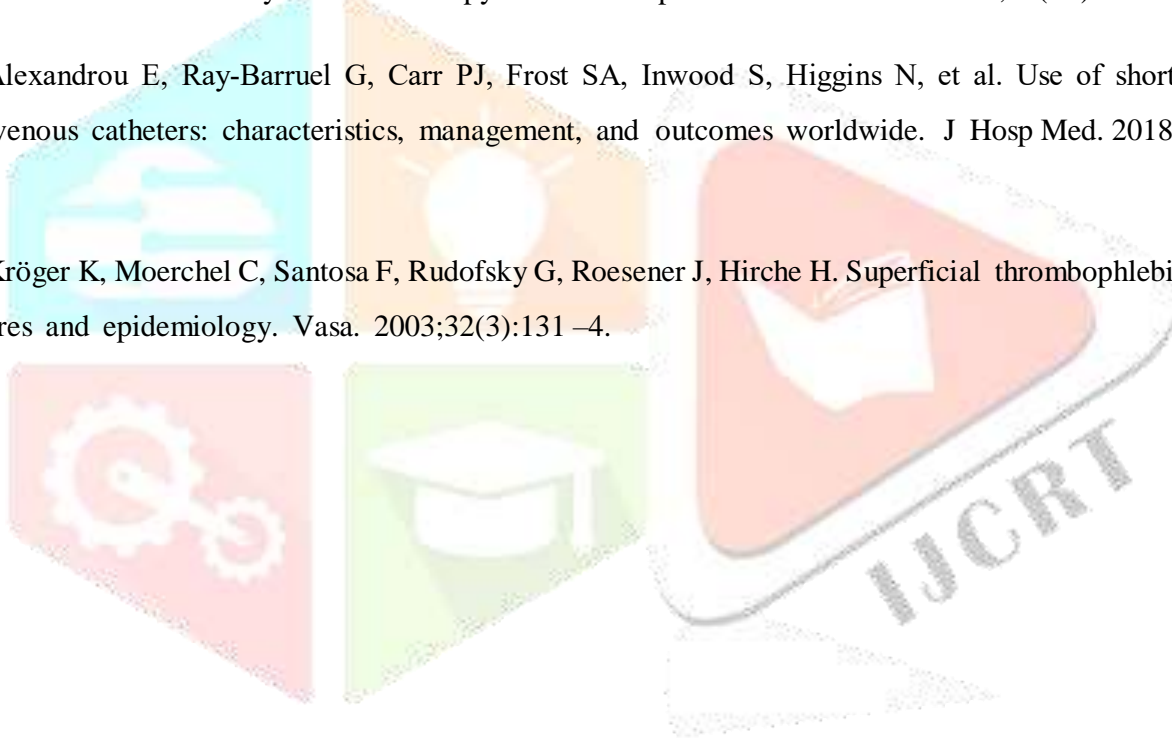 Alexandrou E, Ray-Barruel G, Carr PJ, Frost SA, Inwood S, Higgins N, et al. Use of short
venous catheters: characteristics, management, and outcomes worldwide. J Hosp Med. 2018
Kröger K, Moerchel C, Santosa F, Rudofsky G, Roesener J, Hirche H. Superficial thrombophlebi
res and epidemiology. Vasa. 2003;32(3):131 –4.
IJCRT